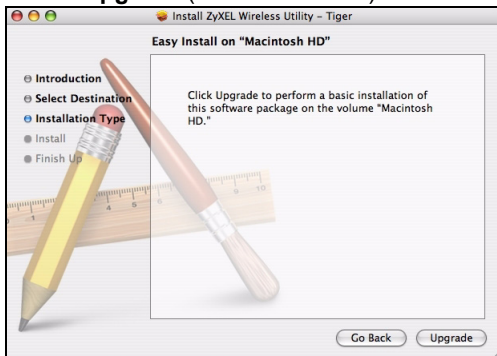 Install ZyXEL Wireless Utility – Tiger
Easy Install on "Macintosh HD"
Introduction
Select Destination
Installation Type
Install
Finish Up
Click Upgrade to perform a basic installation of
this software package on the volume "Macintosh
HD."
Go Back
Upgrade